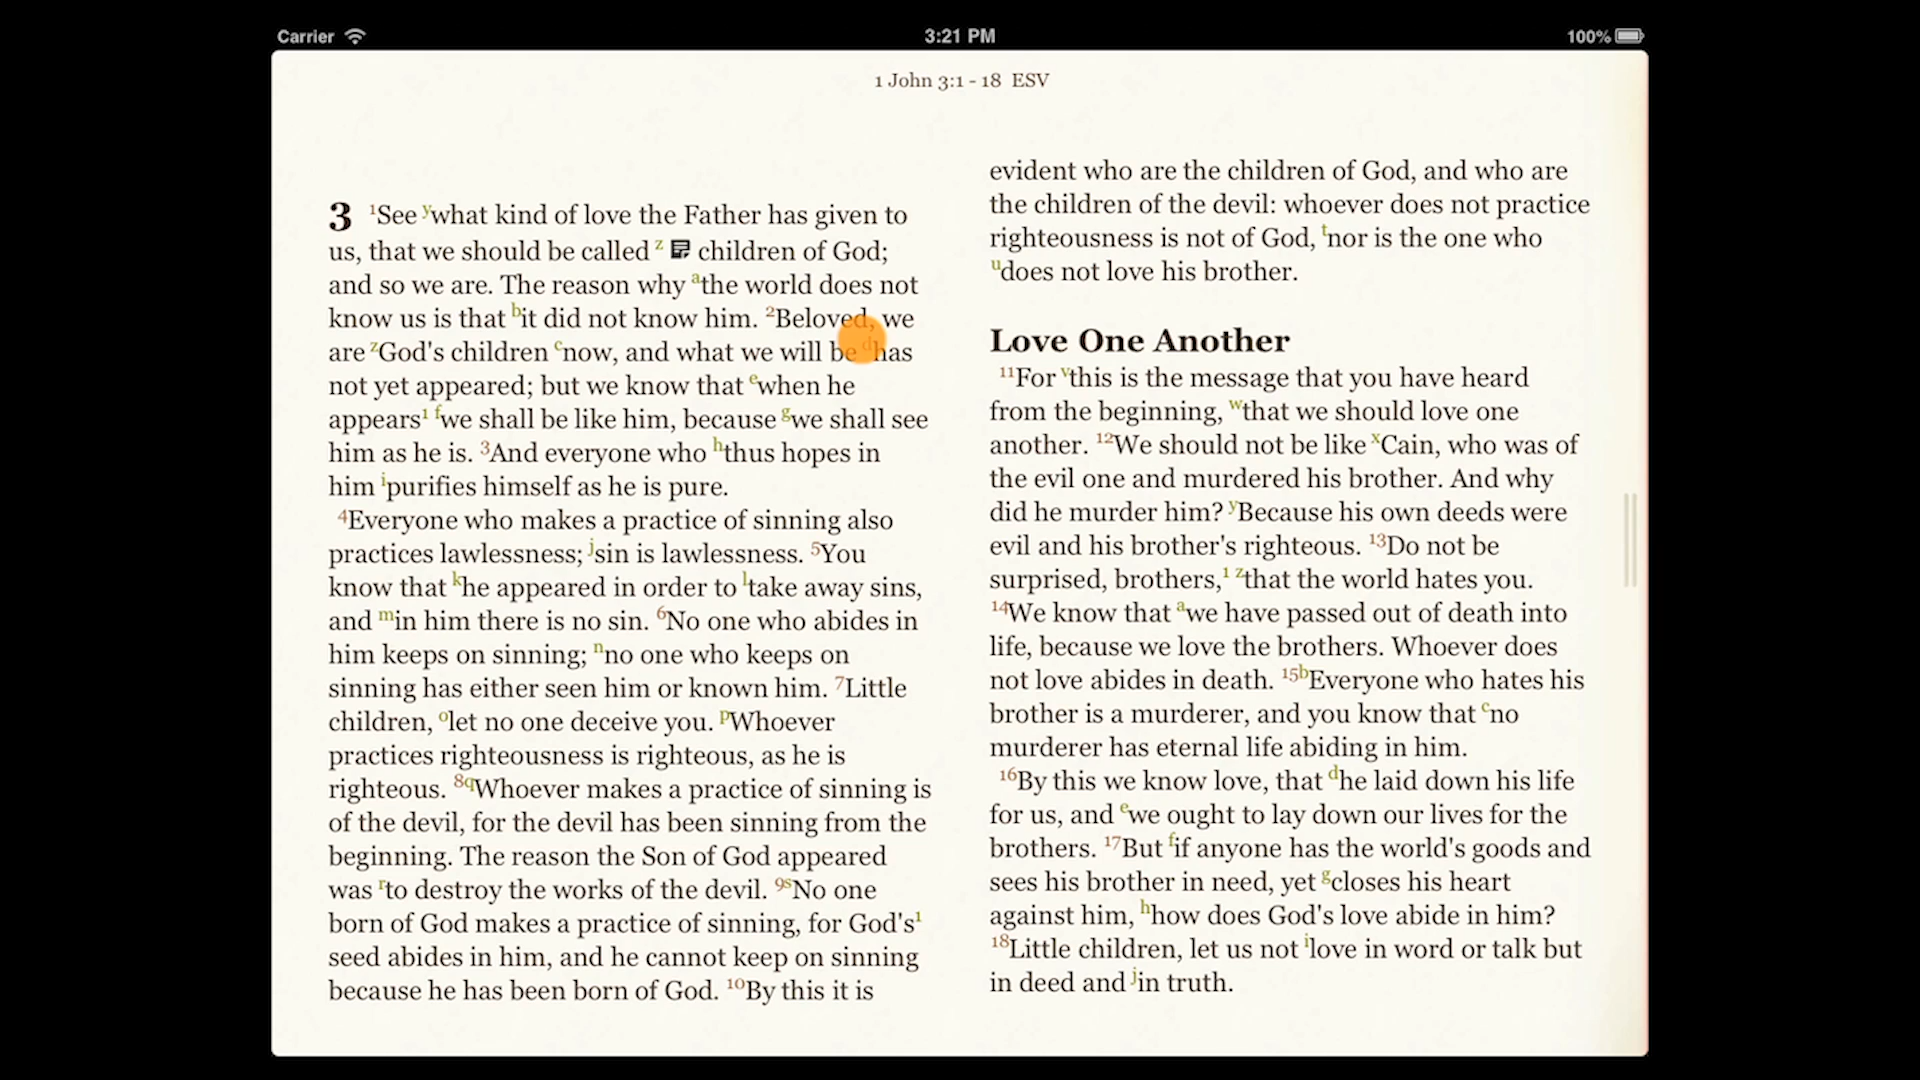 Carrier
3:21 PM
100%
1 John 3:1 - 18 ESV
3 1See ywhat kind of love the Father has given to
us, that we should be called z children of God;
and so we are. The reason why athe world does not
know us is that bit did not know him. 2Beloved, we
are zGod's children cnow, and what we will be dhas
not yet appeared; but we know that ewhen he
appears1 fwe shall be like him, because gwe shall see
him as he is. 3And everyone who hthus hopes in
him ipurifies himself as he is pure.
4Everyone who makes a practice of sinning also
practices lawlessness; jsin is lawlessness. 5You
know that khe appeared in order to ltake away sins,
and min him there is no sin. 6No one who abides in
him keeps on sinning; nno one who keeps on
sinning has either seen him or known him. 7Little
children, olet no one deceive you. pWhoever
practices righteousness is righteous, as he is
righteous. 8qWhoever makes a practice of sinning is
of the devil, for the devil has been sinning from the
beginning. The reason the Son of God appeared
was rto destroy the works of the devil. 9sNo one
born of God makes a practice of sinning, for God's1
seed abides in him, and he cannot keep on sinning
because he has been born of God. 10By this it is
evident who are the children of God, and who are
the children of the devil: whoever does not practice
righteousness is not of God, tnor is the one who
udoes not love his brother.
Love One Another
11For vthis is the message that you have heard
from the beginning, wthat we should love one
another. 12We should not be like xCain, who was of
the evil one and murdered his brother. And why
did he murder him? yBecause his own deeds were
evil and his brother's righteous. 13Do not be
surprised, brothers,1 zthat the world hates you.
14We know that awe have passed out of death into
life, because we love the brothers. Whoever does
not love abides in death. 15bEveryone who hates his
brother is a murderer, and you know that cno
murderer has eternal life abiding in him.
16By this we know love, that dhe laid down his life
for us, and ewe ought to lay down our lives for the
brothers. 17But fif anyone has the world's goods and
sees his brother in need, yet gcloses his heart
against him, hhow does God's love abide in him?
18Little children, let us not ilove in word or talk but
in deed and jin truth.